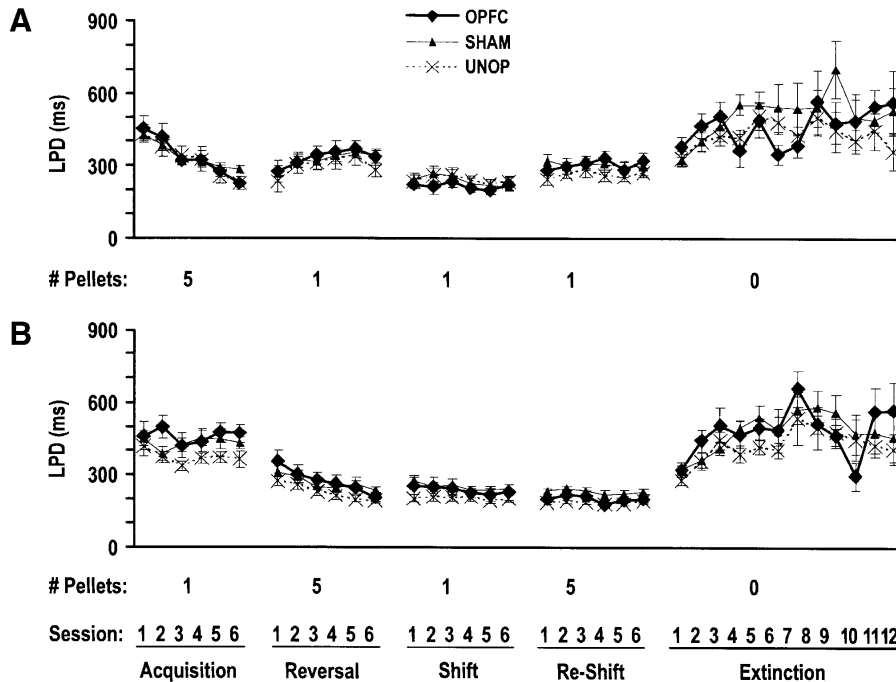 A
OPFC
SHAM
UNOP
900
600
300
0
LPD (ms)
# Pellets: 5 1 1 1 0
B
900
600
300
0
LPD (ms)
# Pellets: 1 5 1 5 0
Session: 1 2 3 4 5 6 1 2 3 4 5 6 1 2 3 4 5 6 1 2 3 4 5 6 1 2 3 4 5 6 7 8 9 10 11 12
Acquisition Reversal Shift Re-Shift Extinction